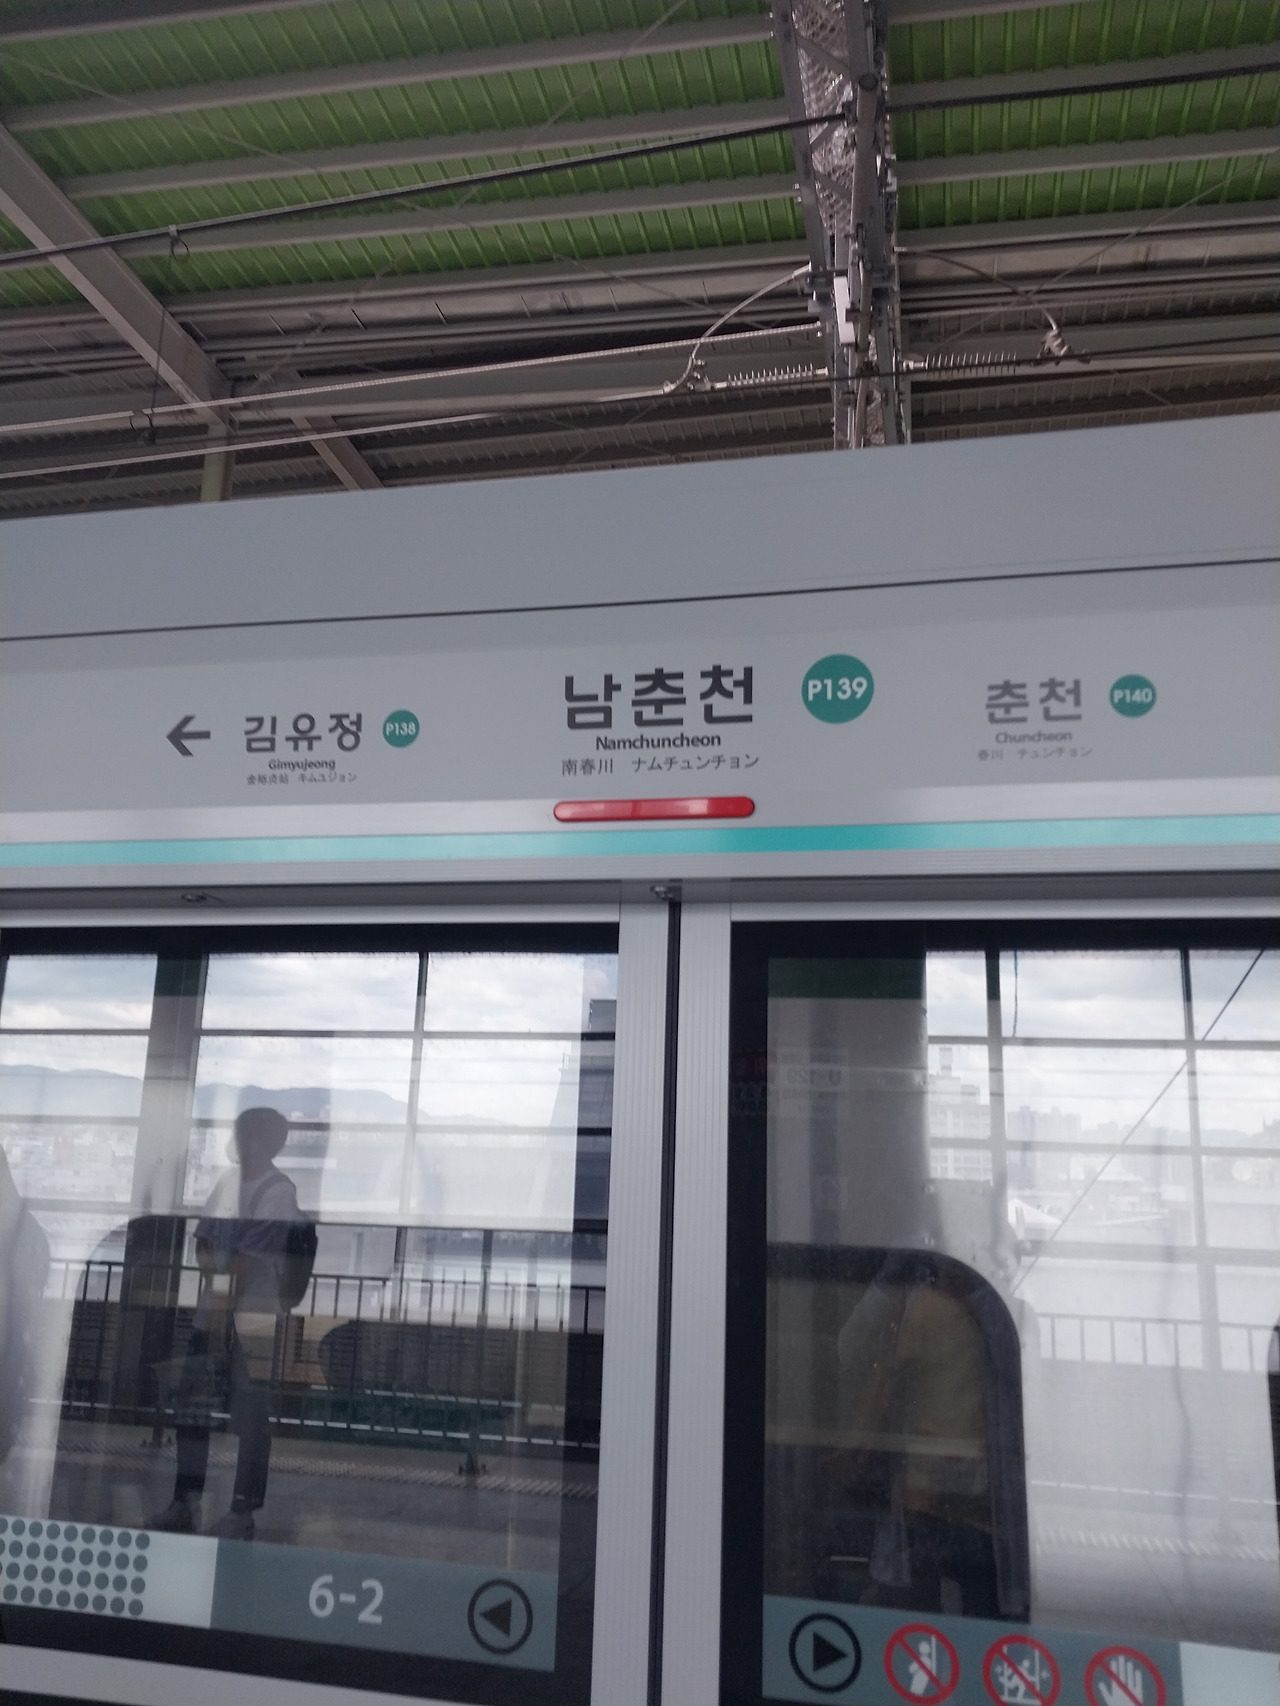 ← 김유정 P138
Gimyujeong
金裕贞站 キムユジョン
남춘천 P139
Namchuncheon
南春川 ナムチュンチョン
춘천 P140
Chuncheon
春川 チュンチョン
6-2